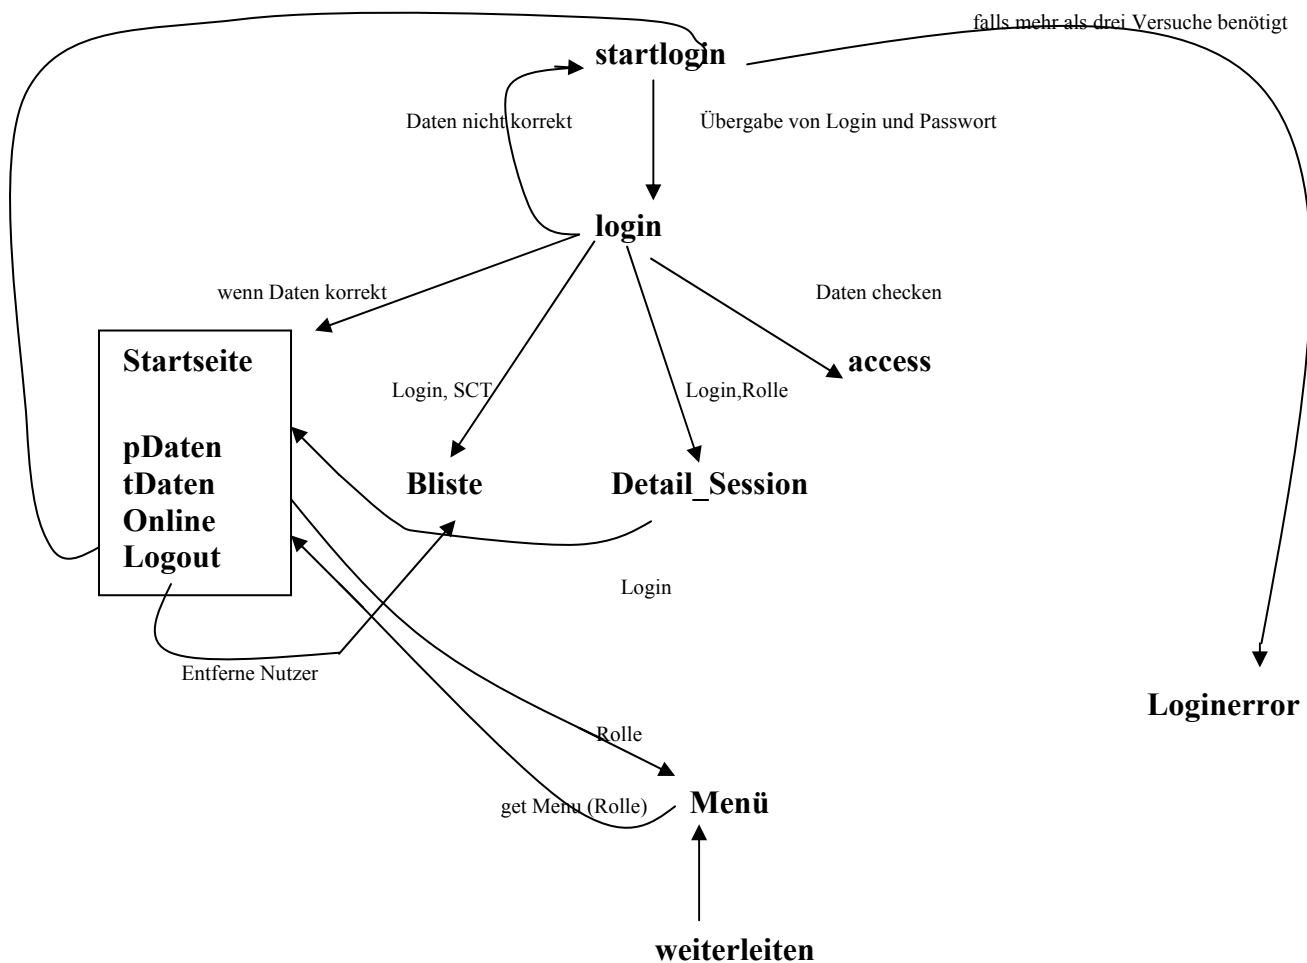 falls mehr als drei Versuche benötigt
startlogin
Daten nicht korrekt
Übergabe von Login und Passwort
login
wenn Daten korrekt
Daten checken
Startseite
access
Login, SCT
Login,Rolle
pDaten
tDaten
Bliste
Detail_Session
Online
Logout
Login
Entferne Nutzer
Loginerror
Rolle
get Menu (Rolle)
Menü
weiterleiten